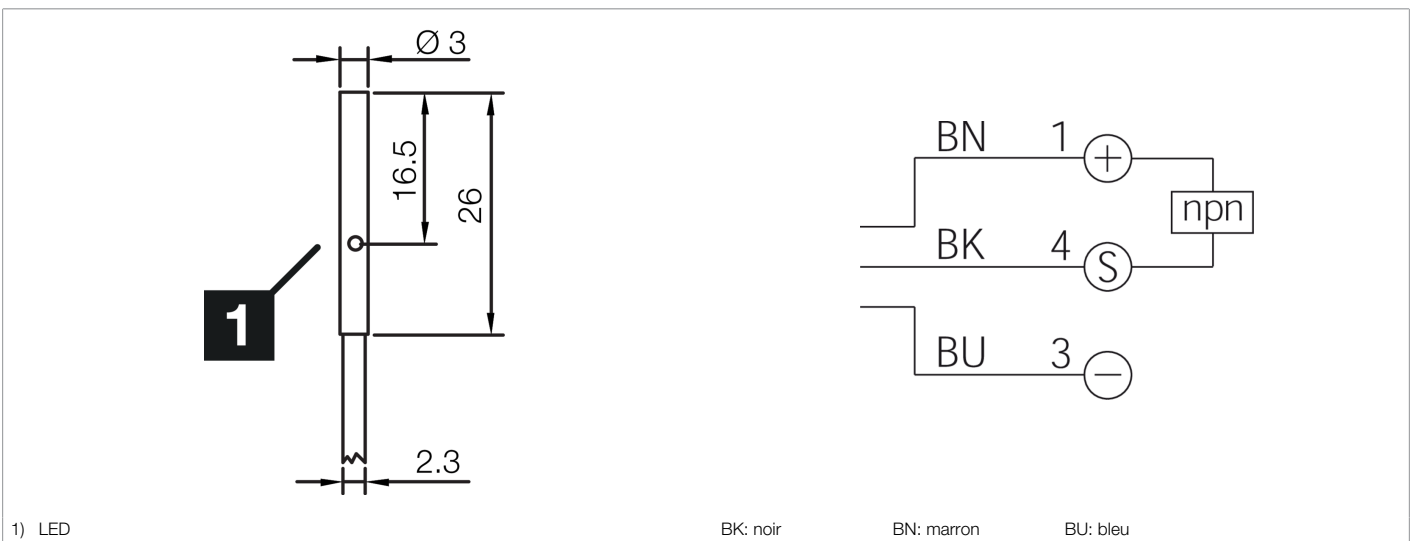 Ø 3
16.5
26
1
2.3
BN 1 +
npn
BK 4 S
BU 3 −
1) LED
BK: noir BN: marron BU: bleu